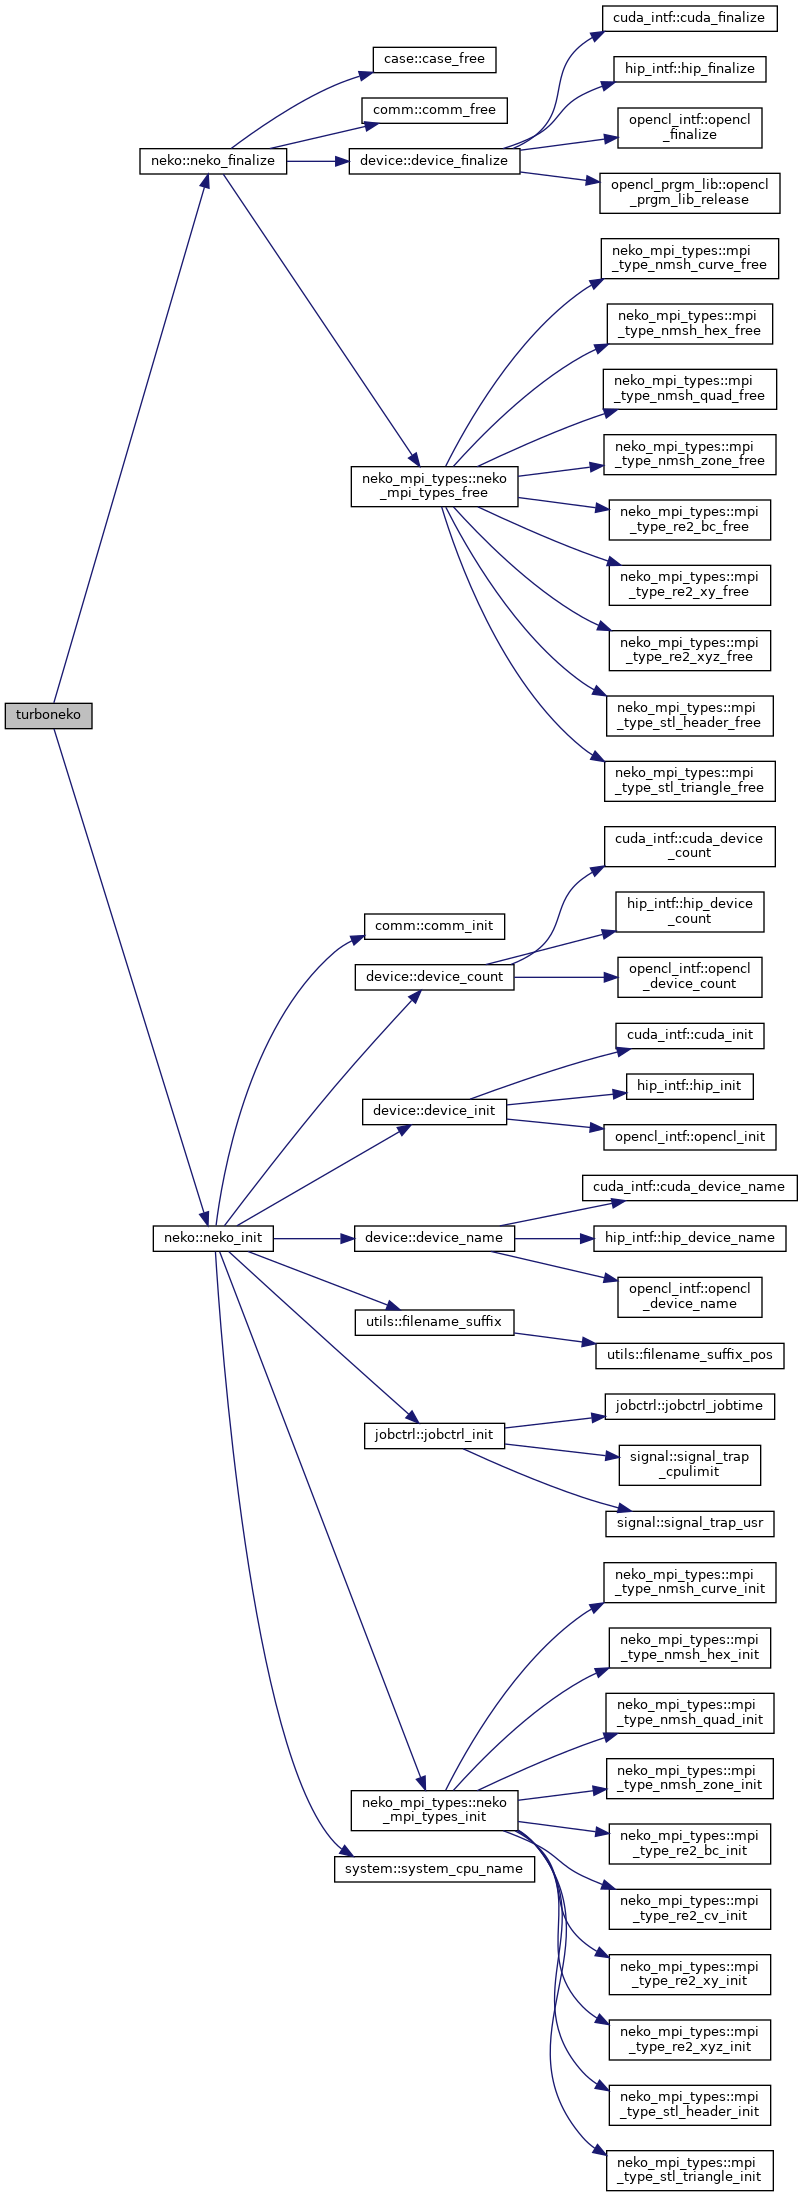 cuda_intf::cuda_finalize
case::case_free
hip_intf::hip_finalize
comm::comm_free
opencl_intf::opencl
_finalize
neko::neko_finalize
device::device_finalize
opencl_prgm_lib::opencl
_prgm_lib_release
neko_mpi_types::mpi
_type_nmsh_curve_free
neko_mpi_types::mpi
_type_nmsh_hex_free
neko_mpi_types::mpi
_type_nmsh_quad_free
neko_mpi_types::mpi
_type_nmsh_zone_free
neko_mpi_types::neko
_mpi_types_free
neko_mpi_types::mpi
_type_re2_bc_free
neko_mpi_types::mpi
_type_re2_xy_free
neko_mpi_types::mpi
_type_re2_xyz_free
neko_mpi_types::mpi
_type_stl_header_free
turboneko
neko_mpi_types::mpi
_type_stl_triangle_free
cuda_intf::cuda_device
_count
hip_intf::hip_device
_count
comm::comm_init
device::device_count
opencl_intf::opencl
_device_count
cuda_intf::cuda_init
hip_intf::hip_init
device::device_init
opencl_intf::opencl_init
cuda_intf::cuda_device_name
neko::neko_init
device::device_name
hip_intf::hip_device_name
opencl_intf::opencl
_device_name
utils::filename_suffix
utils::filename_suffix_pos
jobctrl::jobctrl_jobtime
jobctrl::jobctrl_init
signal::signal_trap
_cpulimit
signal::signal_trap_usr
neko_mpi_types::mpi
_type_nmsh_curve_init
neko_mpi_types::mpi
_type_nmsh_hex_init
neko_mpi_types::mpi
_type_nmsh_quad_init
neko_mpi_types::mpi
_type_nmsh_zone_init
neko_mpi_types::neko
_mpi_types_init
neko_mpi_types::mpi
_type_re2_bc_init
system::system_cpu_name
neko_mpi_types::mpi
_type_re2_cv_init
neko_mpi_types::mpi
_type_re2_xy_init
neko_mpi_types::mpi
_type_re2_xyz_init
neko_mpi_types::mpi
_type_stl_header_init
neko_mpi_types::mpi
_type_stl_triangle_init